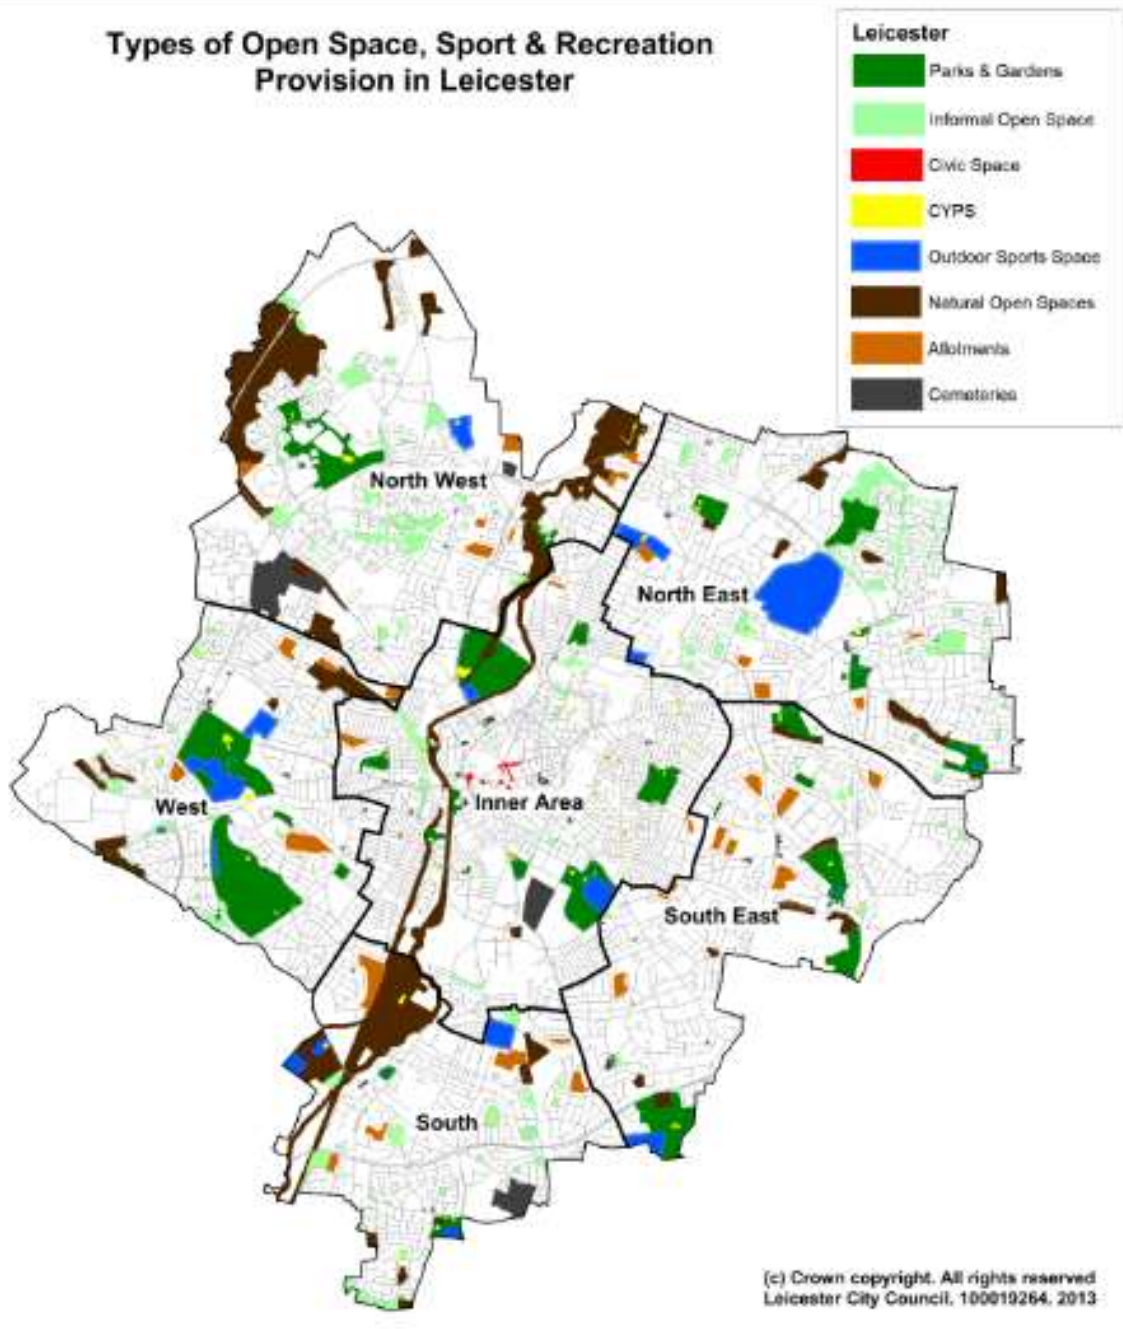 Types of Open Space, Sport & Recreation
Provision in Leicester
Leicester
Parks & Gardens
Informal Open Space
Civic Space
CYPS
Outdoor Sports Space
Natural Open Spaces
Allotments
Cemeteries
North West
North East
West
Inner Area
South East
South
(c) Crown copyright. All rights reserved
Leicester City Council. 100019264. 2013